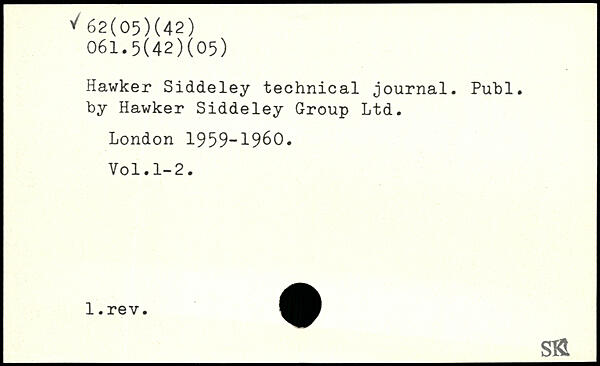 ✓ 62(05)(42)
061.5(42)(05)
Hawker Siddeley technical journal. Publ.
by Hawker Siddeley Group Ltd.
London 1959-1960.
Vol.1-2.
1.rev.
SK